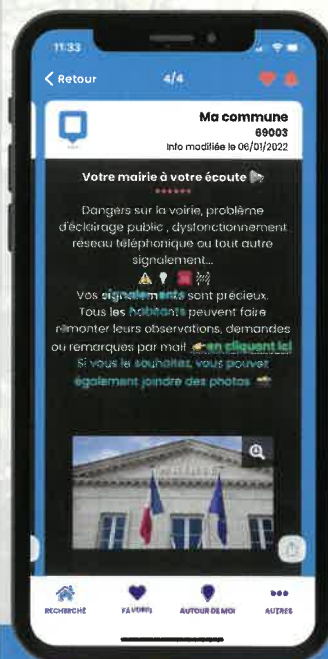 11:33
Retour
4/4
Ma commune
69003
Info modifiée le 06/01/2022
Votre mairie à votre écoute
Dangers sur la voirie, problème
d'éclairage public , dysfonctionnement
réseau téléphonique ou tout autre
signalement...
Vos signalements sont précieux.
Tous les habitants peuvent faire
remonter leurs observations, demandes
ou remarques par mail en cliquant ici
Si vous le souhaitez, vous pouvez
également joindre des photos
RECHERCHE
FAVORIS
AUTOUR DE MOI
AUTRES